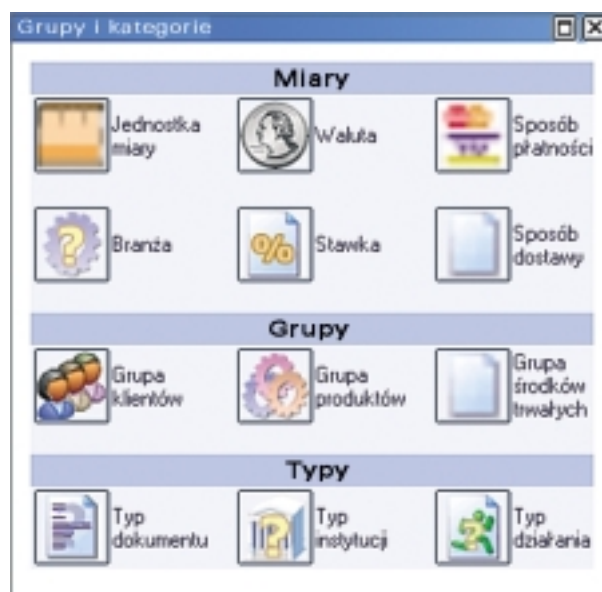 Grupy i kategorie
Miary
Jednostka
miary
Waluta
Sposób
płatności
Branża
%
Stawka
Sposób
dostawy
Grupy
Grupa
klientów
Grupa
produktów
Grupa
środków
trwałych
Typy
Typ
dokumentu
Typ
instytucji
Typ
działania